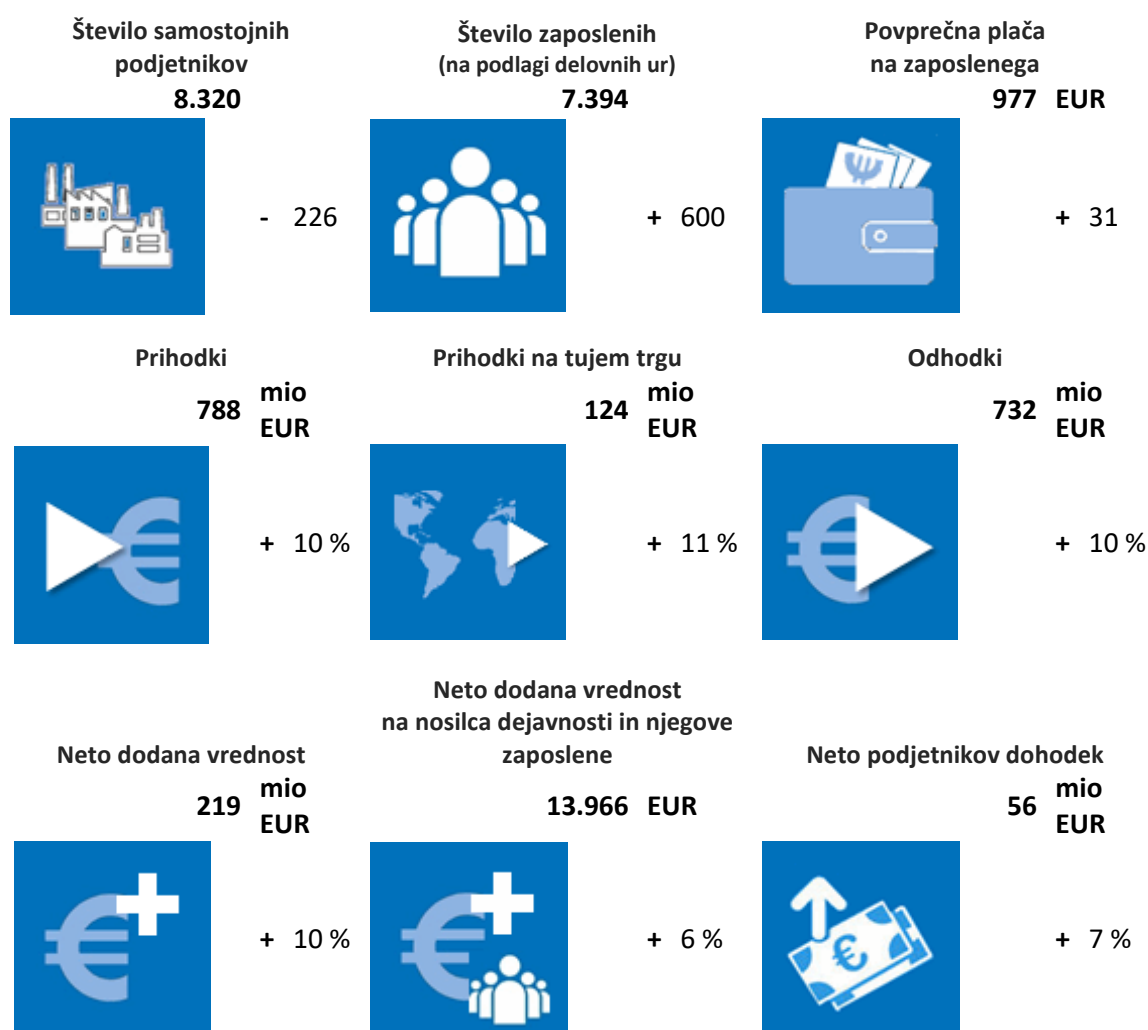 Število samostojnih
podjetnikov
8.320
- 226
Število zaposlenih
(na podlagi delovnih ur)
7.394
+ 600
Povprečna plača
na zaposlenega
977 EUR
+ 31
Prihodki
788 mio
EUR
+ 10 %
Prihodki na tujem trgu
124 mio
EUR
+ 11 %
Odhodki
732 mio
EUR
+ 10 %
Neto dodana vrednost
219 mio
EUR
+ 10 %
Neto dodana vrednost
na nosilca dejavnosti in njegove
zaposlene
13.966 EUR
+ 6 %
Neto podjetnikov dohodek
56 mio
EUR
+ 7 %